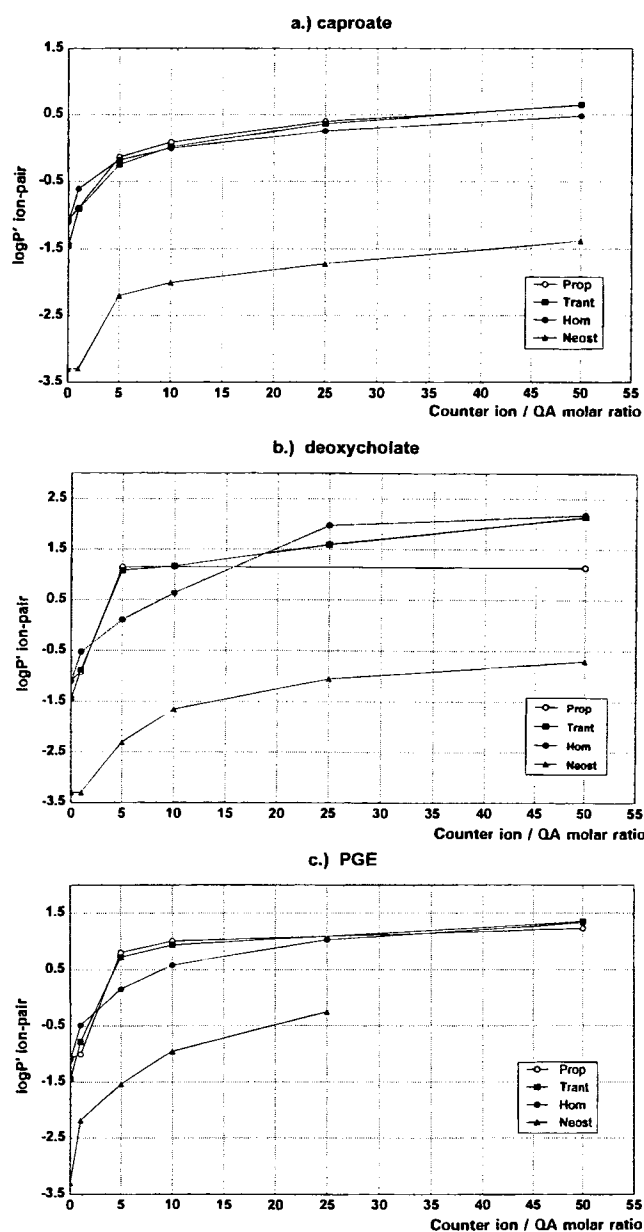 a.) caproate
1.5
0.5
-0.5
-1.5
-2.5
-3.5
logP' ion-pair
0 5 10 15 20 25 30 35 40 45 50 55
Counter ion / QA molar ratio
Prop
Trant
Hom
Neost
b.) deoxycholate
2.5
1.5
0.5
-0.5
-1.5
-2.5
-3.5
logP' ion-pair
0 5 10 15 20 25 30 35 40 45 50 55
Counter ion / QA molar ratio
Prop
Trant
Hom
Neost
c.) PGE
1.5
0.5
-0.5
-1.5
-2.5
-3.5
logP' ion-pair
0 5 10 15 20 25 30 35 40 45 50 55
Counter ion / QA molar ratio
Prop
Trant
Hom
Neost